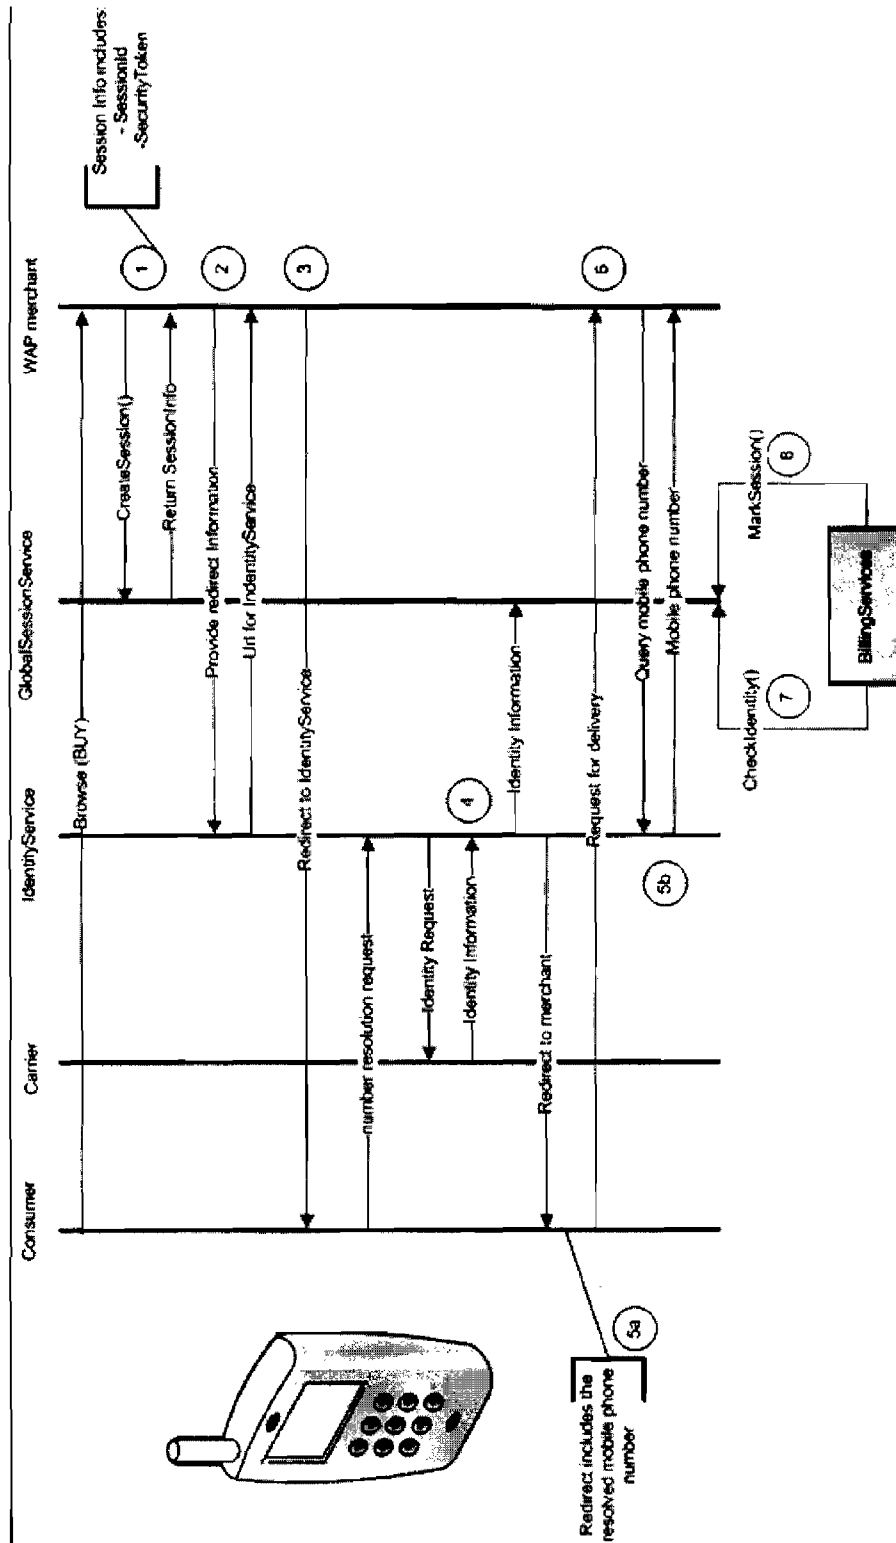 Consumer
Carrier
IdentityService
GlobalSessionService
WAP merchant
Session Info includes:
- SessionId
-SecurityToken
Browse (BUY)
CreateSession()
1
Return SessionInfo
Provide redirect Information
2
Url for IndentityService
Redirect to IdentityService
3
number resolution request
Identity Request
4
Identity Information
Identity Information
Redirect to merchant
Request for delivery
5
5a
Redirect includes the
resolved mobile phone
number
Query mobile phone number
5b
Mobile phone number
CheckIdenitity()
7
MarkSession()
6
BillingServices